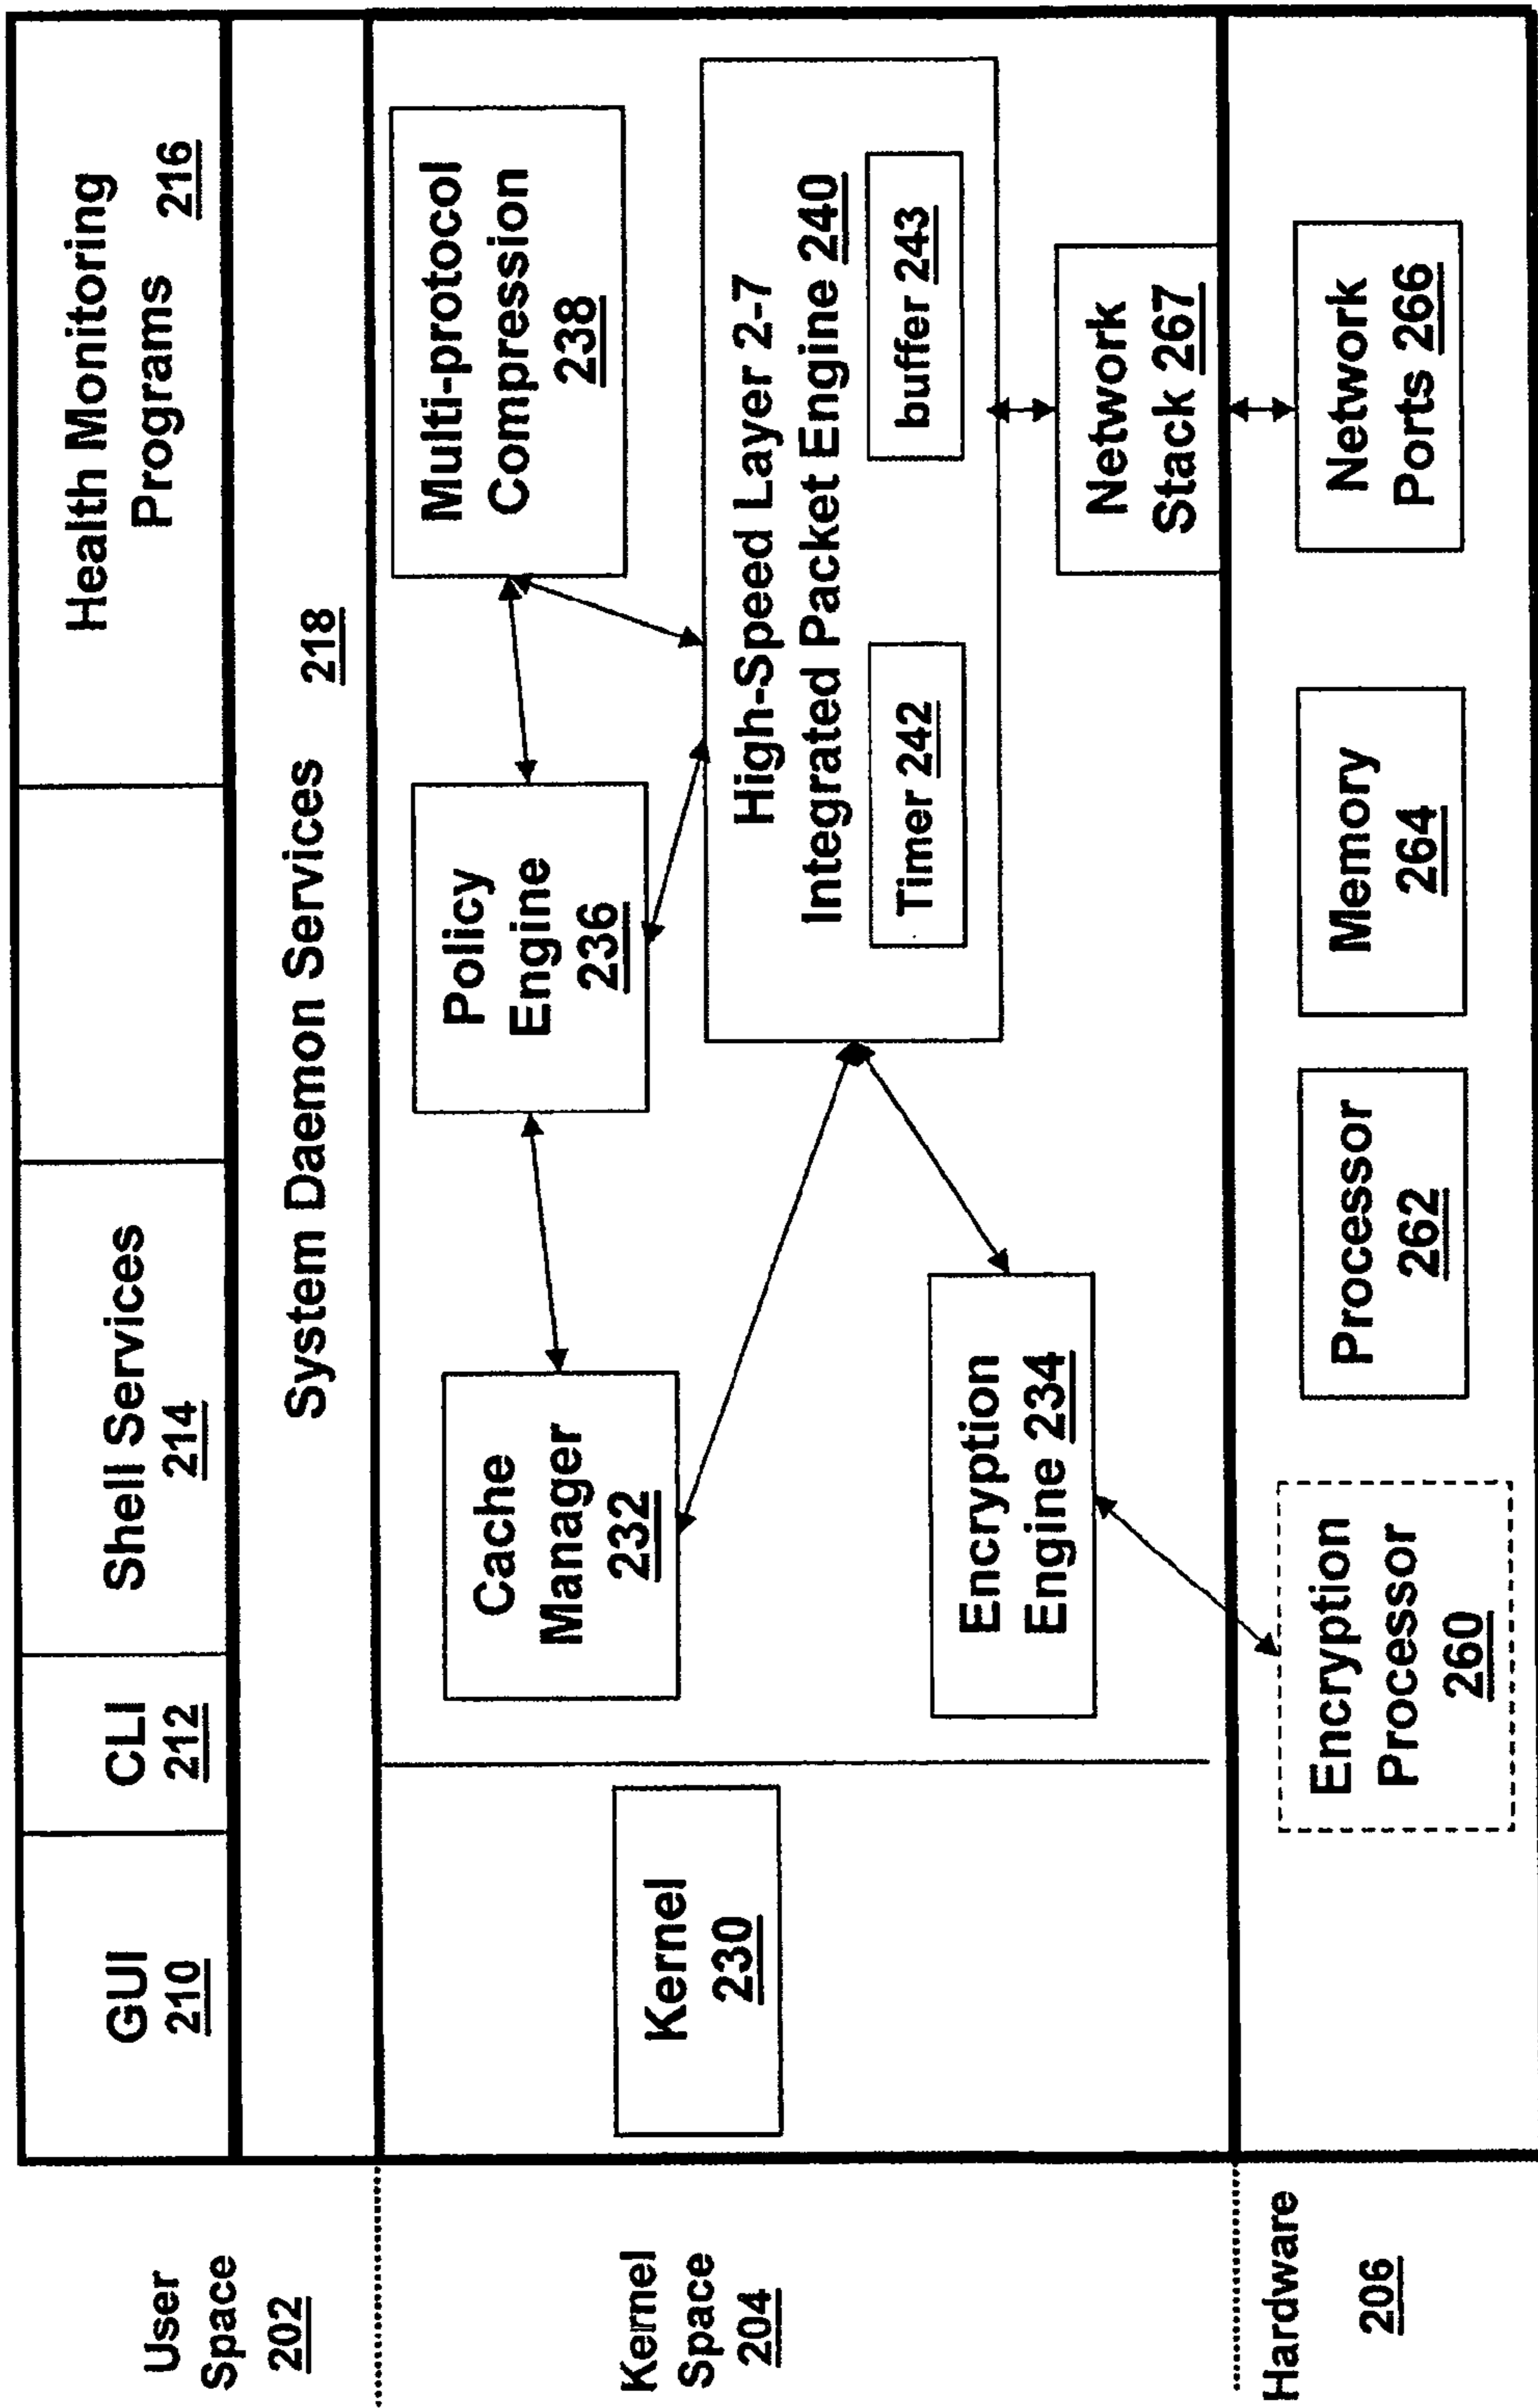 User
Space
202
GUI
210
CLI
212
Shell Services
214
Health Monitoring
Programs 216
System Daemon Services 218
Kernel
Space
204
Kernel
230
Cache
Manager
232
Policy
Engine
236
Multi-protocol
Compression
238
High-Speed Layer 2-7
Integrated Packet Engine 240
Timer 242
buffer 243
Encryption
Engine 234
Network
Stack 267
Hardware
206
Encryption
Processor
260
Processor
262
Memory
264
Network
Ports 266